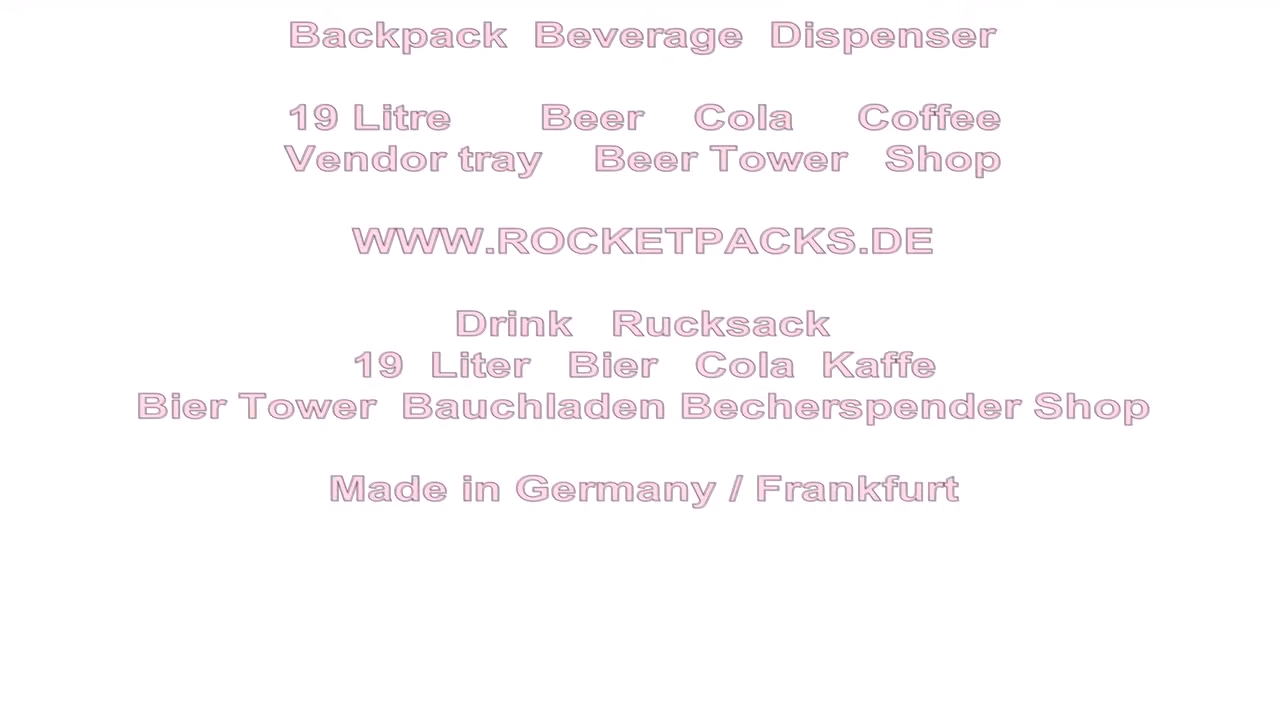 Backpack Beverage Dispenser
19 Litre Beer Cola Coffee
Vendor tray Beer Tower Shop
WWW.ROCKETPACKS.DE
Drink Rucksack
19 Liter Bier Cola Kaffe
Bier Tower Bauchladen Becherspender Shop
Made in Germany / Frankfurt